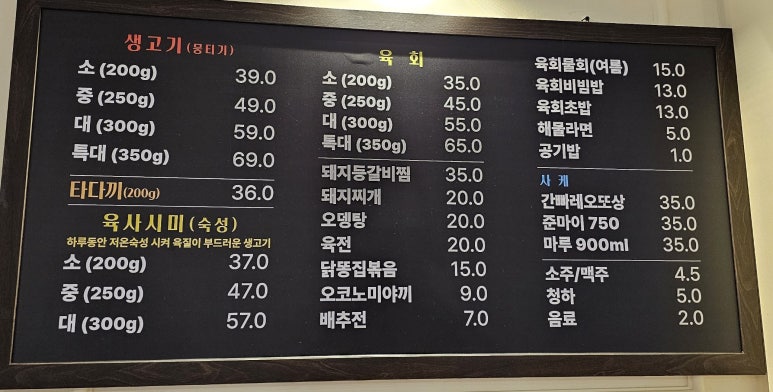 생고기(뭉티기)
소 (200g) 39.0
중 (250g) 49.0
대 (300g) 59.0
특대 (350g) 69.0
타다끼(200g) 36.0
육사시미(숙성)
하루동안 저온숙성 시켜 육질이 부드러운 생고기
소 (200g) 37.0
중 (250g) 47.0
대 (300g) 57.0
육 회
소 (200g) 35.0
중 (250g) 45.0
대 (300g) 55.0
특대 (350g) 65.0
돼지등갈비찜 35.0
돼지찌개 20.0
오뎅탕 20.0
육전 20.0
닭똥집볶음 15.0
오코노미야끼 9.0
배추전 7.0
육회물회(여름) 15.0
육회비빔밥 13.0
육회초밥 13.0
해물라면 5.0
공기밥 1.0
사 케
간빠레오또상 35.0
준마이 750 35.0
마루 900ml 35.0
소주/맥주 4.5
청하 5.0
음료 2.0